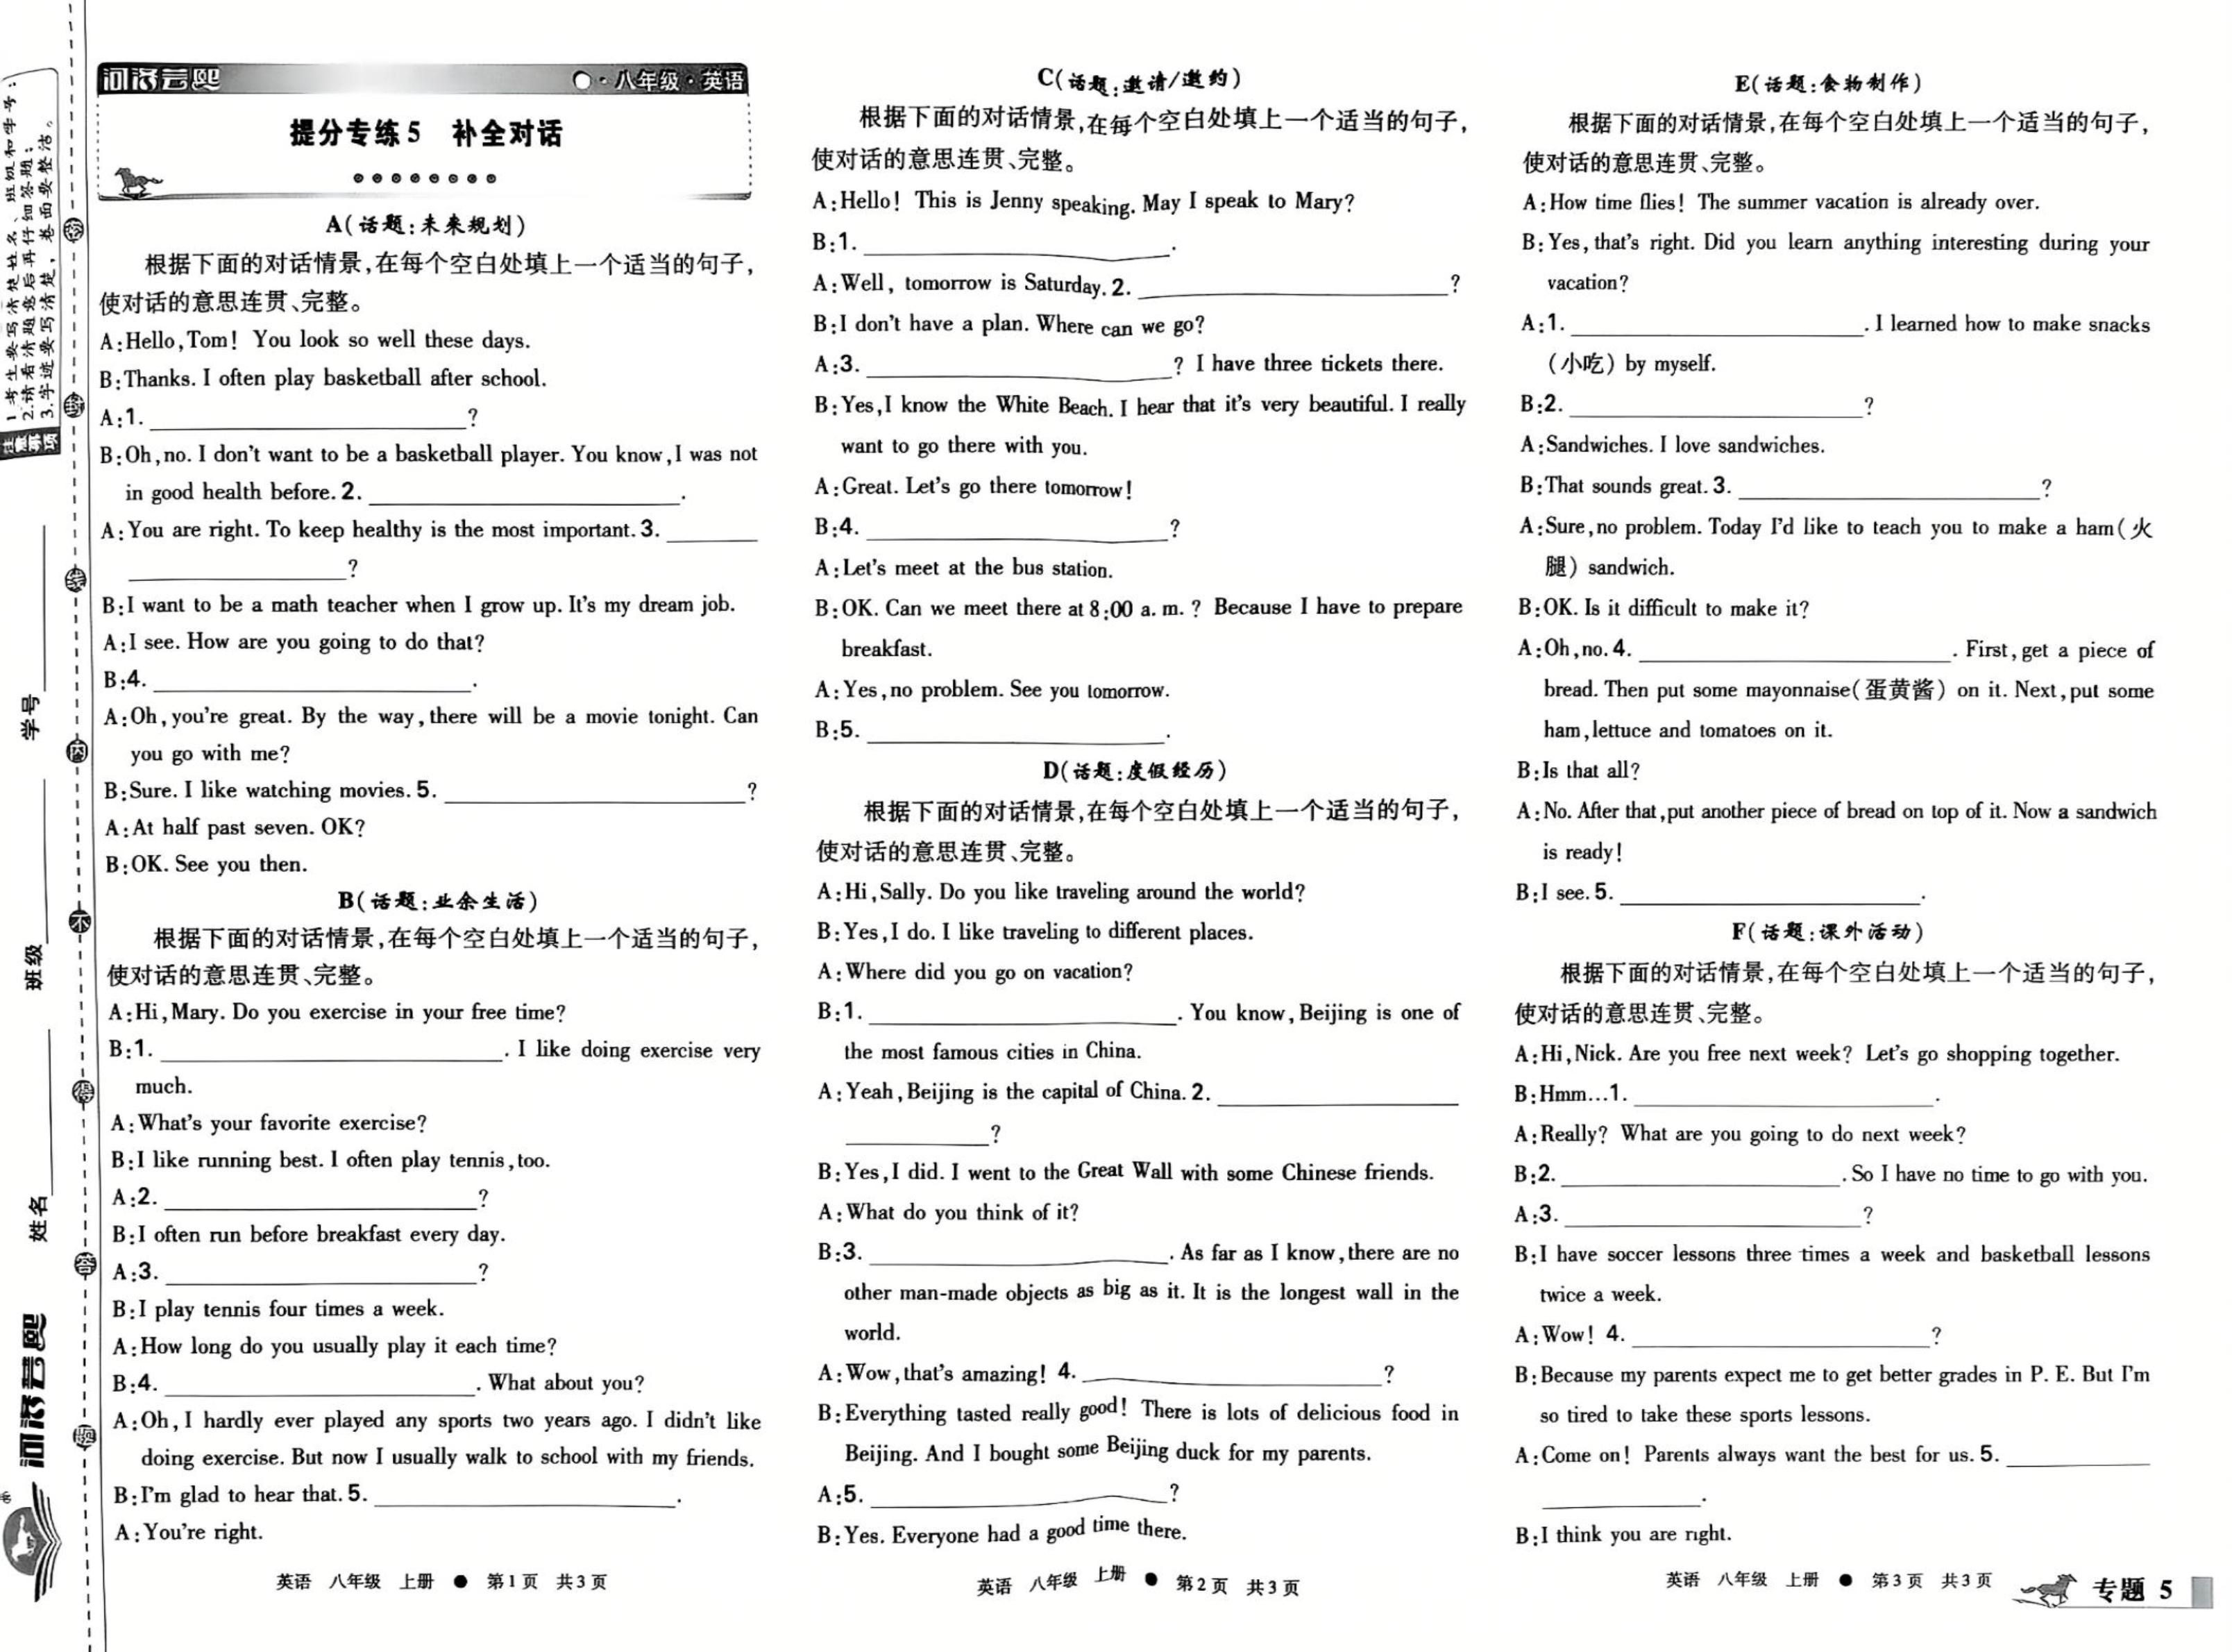 1.考生要写清楚姓名、班级和学号;
2.请看清题意后再仔细答题;
3.字迹要写清楚,卷面要整洁。
注意事项
学号
班级
姓名
密
封
线
内
不
得
答
题
·八年级·英语
提分专练5 补全对话
A(话题:未来规划)
根据下面的对话情景,在每个空白处填上一个适当的句子,
使对话的意思连贯、完整。
A:Hello,Tom! You look so well these days.
B:Thanks. I often play basketball after school.
A:1. ______?
B:Oh,no. I don't want to be a basketball player. You know,I was not
in good health before. 2. ______.
A:You are right. To keep healthy is the most important. 3. ______
______?
B:I want to be a math teacher when I grow up. It's my dream job.
A:I see. How are you going to do that?
B:4. ______.
A:Oh,you're great. By the way,there will be a movie tonight. Can
you go with me?
B:Sure. I like watching movies. 5. ______?
A:At half past seven. OK?
B:OK. See you then.
B(话题:业余生活)
根据下面的对话情景,在每个空白处填上一个适当的句子,
使对话的意思连贯、完整。
A:Hi,Mary. Do you exercise in your free time?
B:1. ______. I like doing exercise very
much.
A:What's your favorite exercise?
B:I like running best. I often play tennis,too.
A:2. ______?
B:I often run before breakfast every day.
A:3. ______?
B:I play tennis four times a week.
A:How long do you usually play it each time?
B:4. ______. What about you?
A:Oh,I hardly ever played any sports two years ago. I didn't like
doing exercise. But now I usually walk to school with my friends.
B:I'm glad to hear that. 5. ______.
A:You're right.
英语 八年级 上册 ● 第1页 共3页
C(话题:邀请/邀约)
根据下面的对话情景,在每个空白处填上一个适当的句子,
使对话的意思连贯、完整。
A:Hello! This is Jenny speaking. May I speak to Mary?
B:1. ______.
A:Well, tomorrow is Saturday. 2. ______?
B:I don't have a plan. Where can we go?
A:3. ______? I have three tickets there.
B:Yes,I know the White Beach. I hear that it's very beautiful. I really
want to go there with you.
A:Great. Let's go there tomorrow!
B:4. ______?
A:Let's meet at the bus station.
B:OK. Can we meet there at 8:00 a. m. ? Because I have to prepare
breakfast.
A:Yes,no problem. See you tomorrow.
B:5. ______.
D(话题:度假经历)
根据下面的对话情景,在每个空白处填上一个适当的句子,
使对话的意思连贯、完整。
A:Hi,Sally. Do you like traveling around the world?
B:Yes,I do. I like traveling to different places.
A:Where did you go on vacation?
B:1. ______. You know,Beijing is one of
the most famous cities in China.
A:Yeah,Beijing is the capital of China. 2. ______
______?
B:Yes,I did. I went to the Great Wall with some Chinese friends.
A:What do you think of it?
B:3. ______. As far as I know,there are no
other man-made objects as big as it. It is the longest wall in the
world.
A:Wow,that's amazing! 4. ______?
B:Everything tasted really good! There is lots of delicious food in
Beijing. And I bought some Beijing duck for my parents.
A:5. ______?
B:Yes. Everyone had a good time there.
英语 八年级 上册 ● 第2页 共3页
E(话题:食物制作)
根据下面的对话情景,在每个空白处填上一个适当的句子,
使对话的意思连贯、完整。
A:How time flies! The summer vacation is already over.
B:Yes,that's right. Did you learn anything interesting during your
vacation?
A:1. ______. I learned how to make snacks
(小吃) by myself.
B:2. ______?
A:Sandwiches. I love sandwiches.
B:That sounds great. 3. ______?
A:Sure,no problem. Today I'd like to teach you to make a ham(火
腿) sandwich.
B:OK. Is it difficult to make it?
A:Oh,no. 4. ______. First,get a piece of
bread. Then put some mayonnaise(蛋黄酱) on it. Next,put some
ham,lettuce and tomatoes on it.
B:Is that all?
A:No. After that,put another piece of bread on top of it. Now a sandwich
is ready!
B:I see. 5. ______.
F(话题:课外活动)
根据下面的对话情景,在每个空白处填上一个适当的句子,
使对话的意思连贯、完整。
A:Hi,Nick. Are you free next week? Let's go shopping together.
B:Hmm…1. ______.
A:Really? What are you going to do next week?
B:2. ______. So I have no time to go with you.
A:3. ______?
B:I have soccer lessons three times a week and basketball lessons
twice a week.
A:Wow! 4. ______?
B:Because my parents expect me to get better grades in P. E. But I'm
so tired to take these sports lessons.
A:Come on! Parents always want the best for us. 5. ______
______.
B:I think you are right.
英语 八年级 上册 ● 第3页 共3页
专题 5